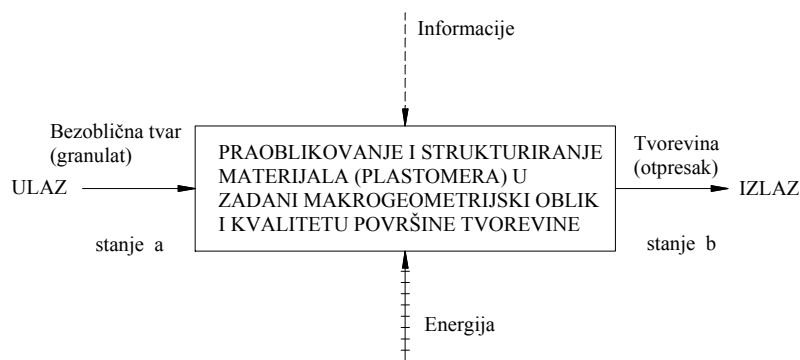 Informacije
Bezoblična tvar
(granulat)
ULAZ
stanje a
PRAOBLIKOVANJE I STRUKTURIRANJE
MATERIJALA (PLASTOMERA) U
ZADANI MAKROGEOMETRIJSKI OBLIK
I KVALITETU POVRŠINE TVOREVINE
Tvorevina
(otpresak)
IZLAZ
stanje b
Energija